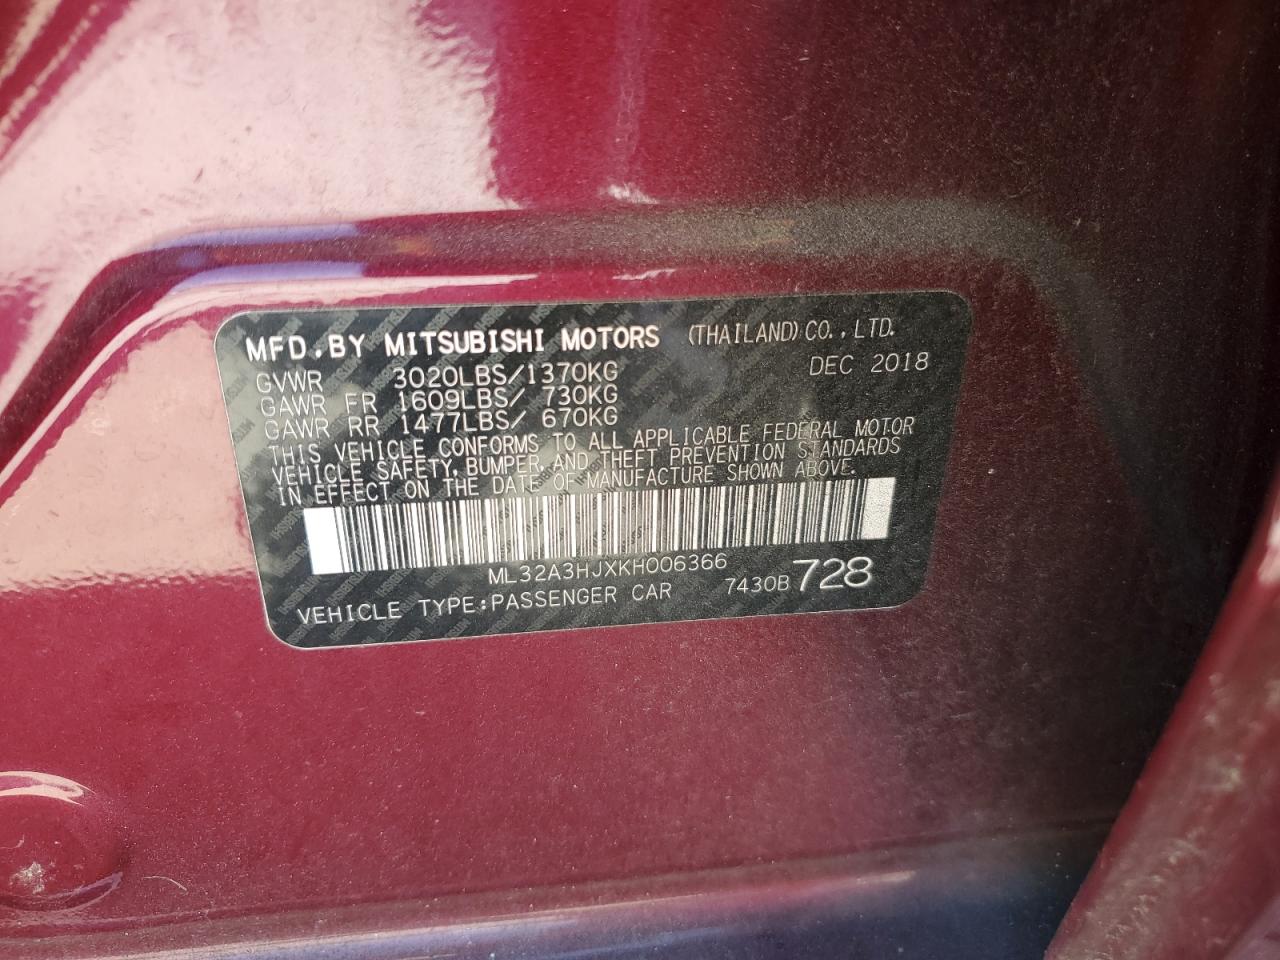 MFD.BY MITSUBISHI MOTORS (THAILAND)CO.,LTD.
GVWR 3020LBS/1370KG DEC 2018
GAWR FR 1609LBS/ 730KG
GAWR RR 1477LBS/ 670KG
THIS VEHICLE CONFORMS TO ALL APPLICABLE FEDERAL MOTOR
VEHICLE SAFETY, BUMPER, AND THEFT PREVENTION STANDARDS
IN EFFECT ON THE DATE OF MANUFACTURE SHOWN ABOVE.
ML32A3HJXKH006366
VEHICLE TYPE:PASSENGER CAR 7430B 728